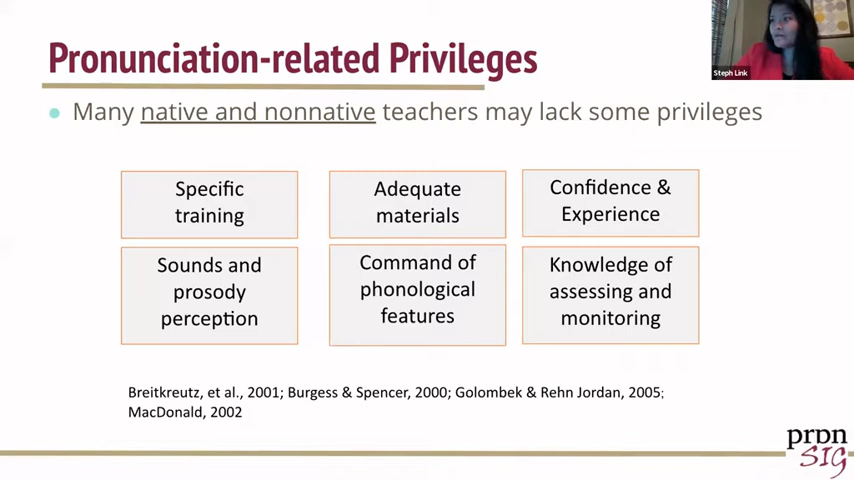 Pronunciation-related Privileges
Steph Link
• Many native and nonnative teachers may lack some privileges
Specific
training
Adequate
materials
Confidence &
Experience
Sounds and
prosody
perception
Command of
phonological
features
Knowledge of
assessing and
monitoring
Breitkreutz, et al., 2001; Burgess & Spencer, 2000; Golombek & Rehn Jordan, 2005;
MacDonald, 2002
prɒn
SIG